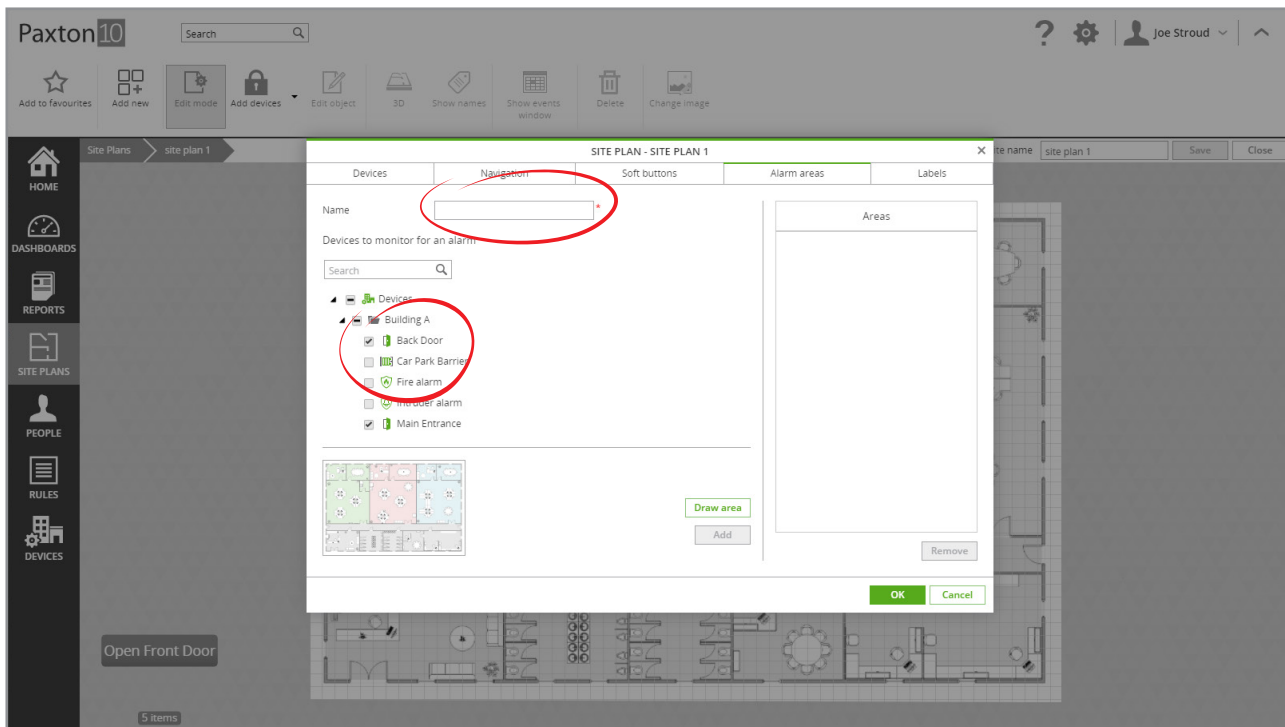 Paxton10
Search
Joe Stroud
Add to favourites
Add new
Edit mode
Add devices
Edit object
3D
Show names
Show events
window
Delete
Change image
HOME
DASHBOARDS
REPORTS
SITE PLANS
PEOPLE
RULES
DEVICES
Site Plans
site plan 1
ite name
site plan 1
Save
Close
SITE PLAN - SITE PLAN 1
Devices
Navigation
Soft buttons
Alarm areas
Labels
Name
*
Devices to monitor for an alarm
Search
Devices
Building A
Back Door
Car Park Barrier
Fire alarm
Intruder alarm
Main Entrance
Draw area
Add
Areas
Remove
OK
Cancel
Open Front Door
5 items